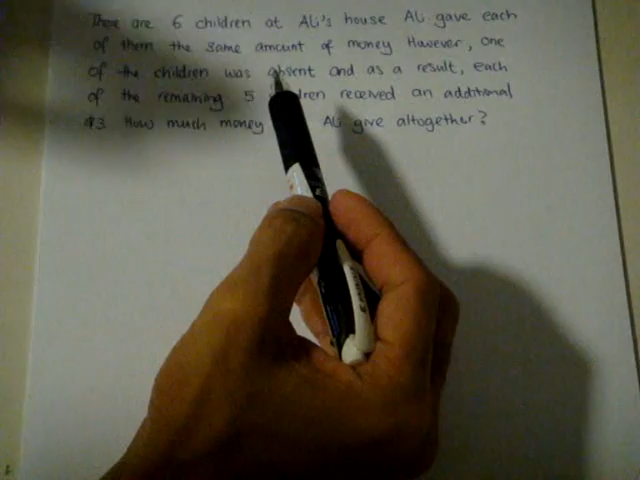 There are 6 children at Ali's house Ali gave each
of them the same amount of money However, one
of the children was absent and as a result, each
of the remaining 5 received an additional
$3. How much money Ali give altogether?